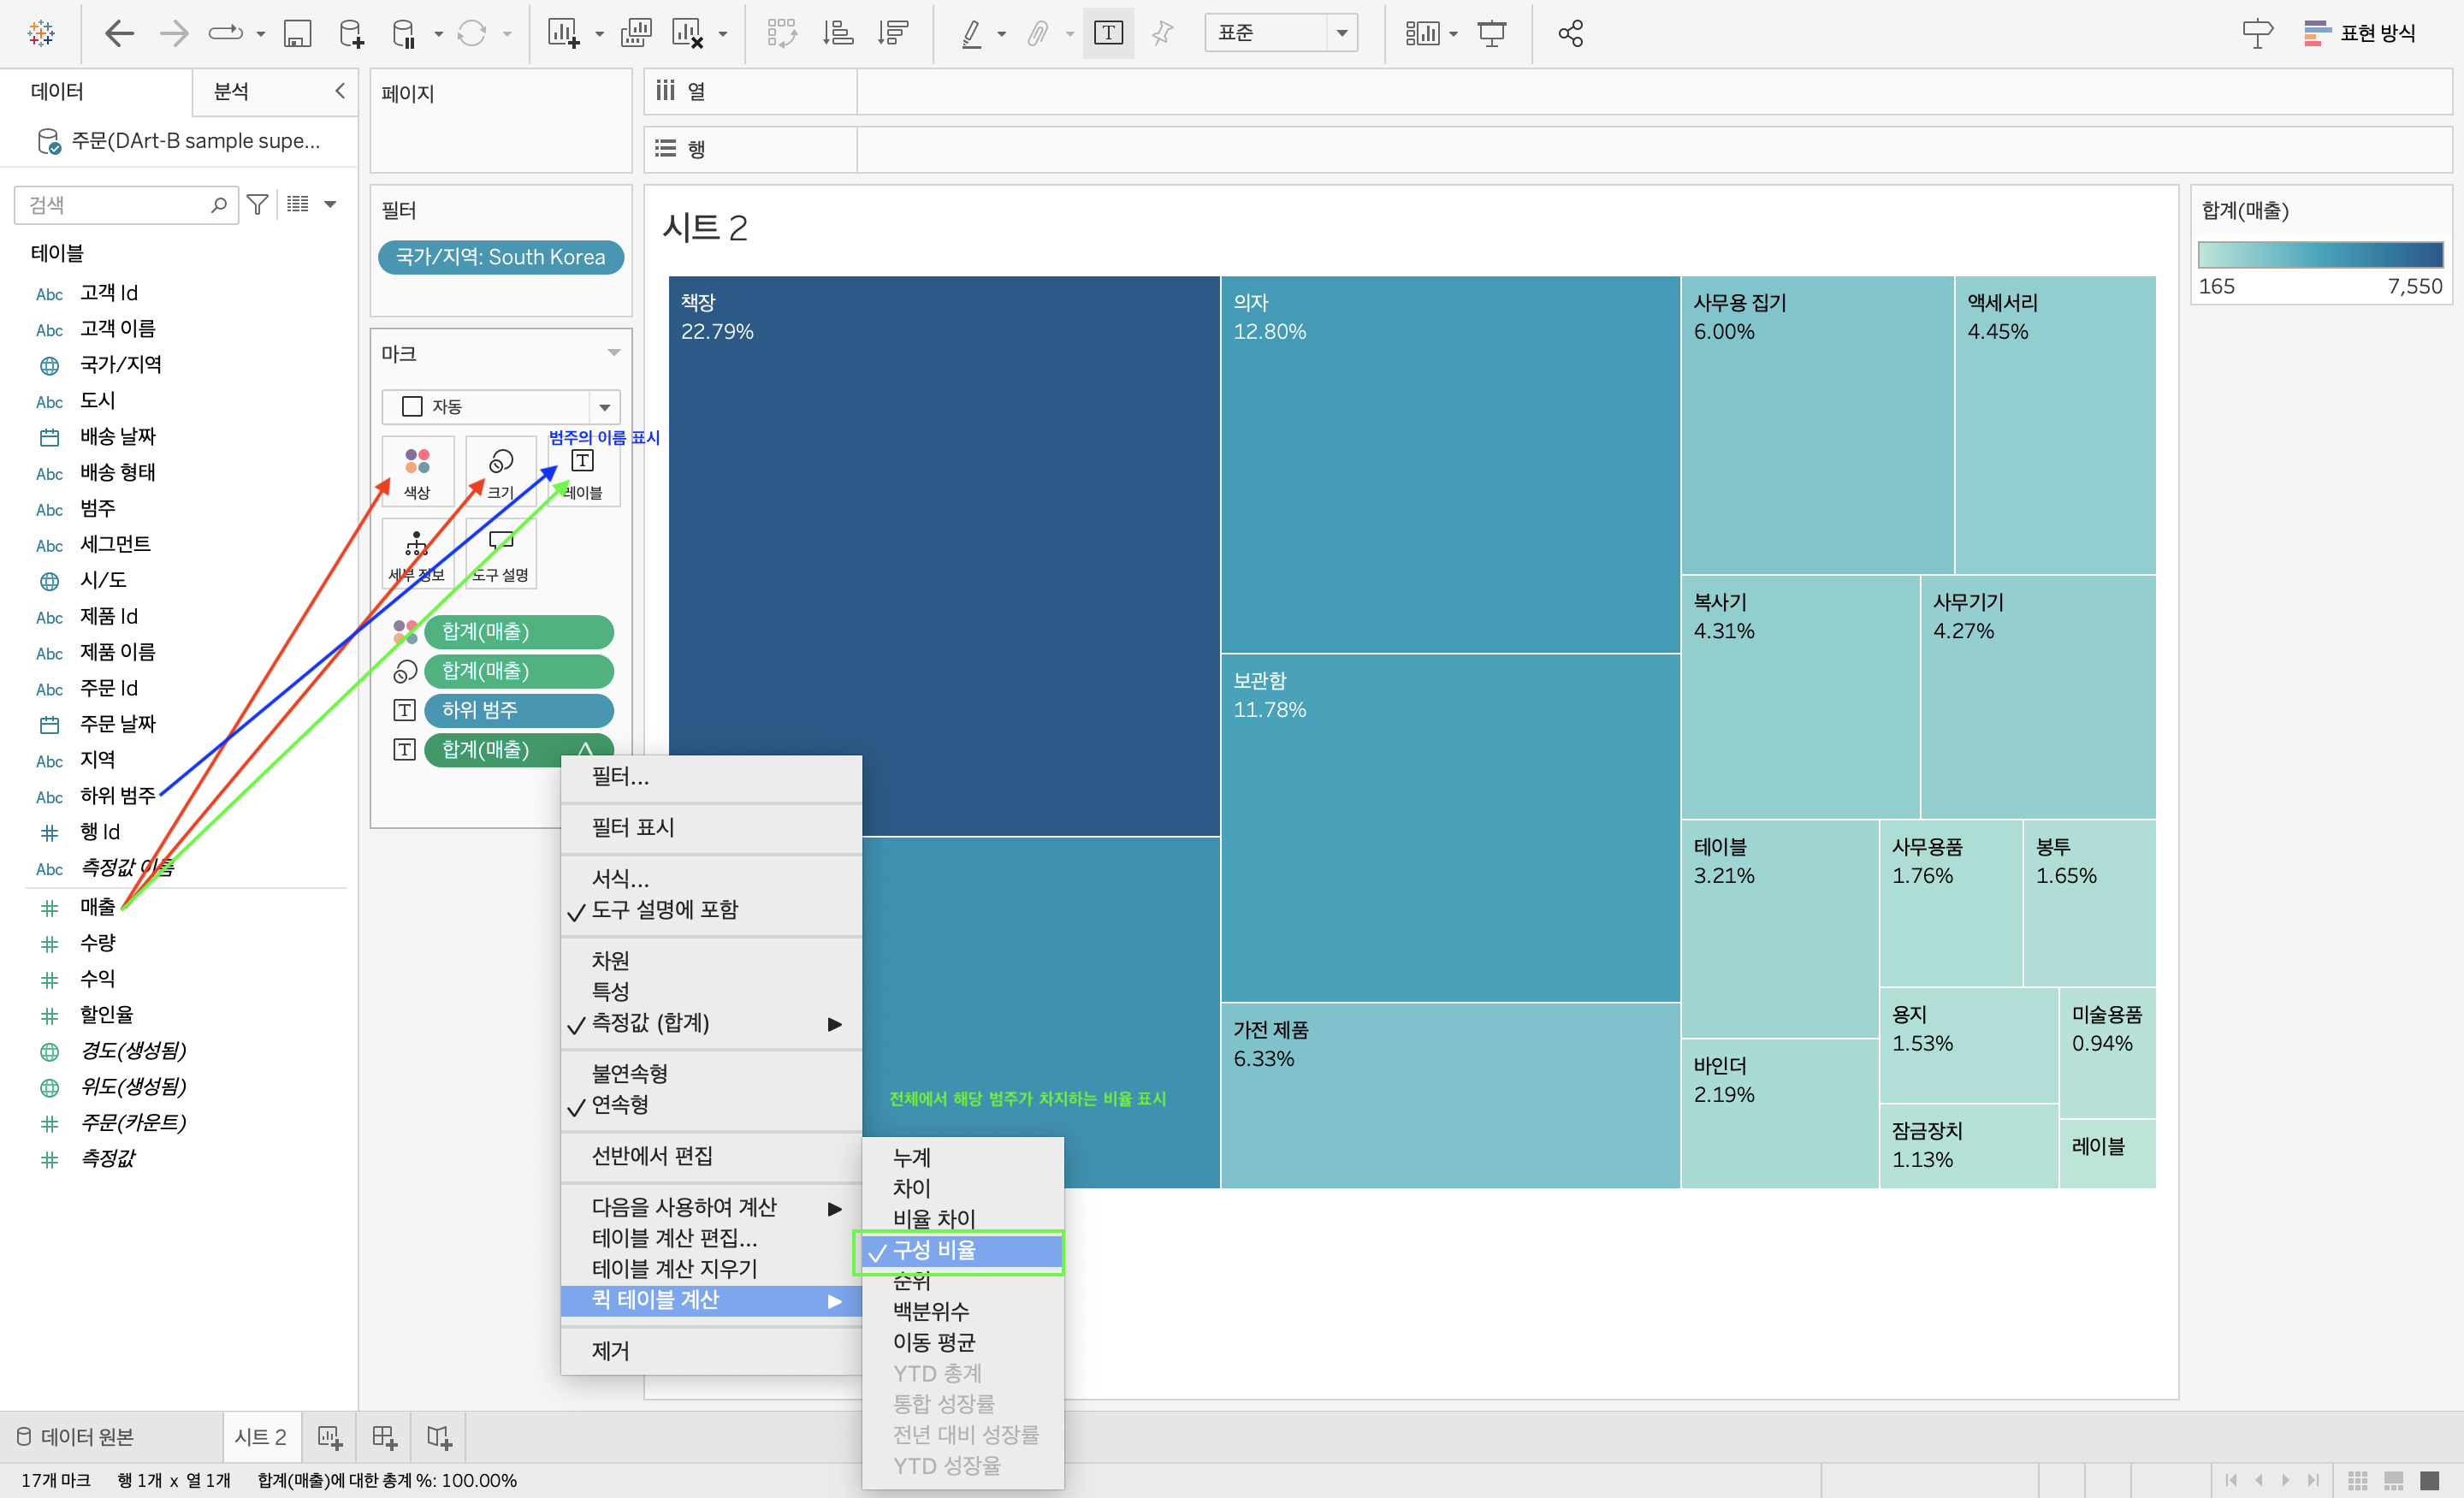 표준
표현 방식
데이터
분석
주문(DArt-B sample supe...
검색
테이블
Abc 고객 Id
Abc 고객 이름
국가/지역
Abc 도시
배송 날짜
Abc 배송 형태
Abc 범주
Abc 세그먼트
시/도
Abc 제품 Id
Abc 제품 이름
Abc 주문 Id
주문 날짜
Abc 지역
Abc 하위 범주
행 Id
Abc 측정값 이름
매출
수량
수익
할인율
경도(생성됨)
위도(생성됨)
주문(카운트)
측정값
페이지
필터
국가/지역: South Korea
마크
자동
범주의 이름 표시
색상
크기
레이블
세부 정보
도구 설명
합계(매출)
합계(매출)
하위 범주
합계(매출)
필터...
필터 표시
서식...
도구 설명에 포함
차원
특성
측정값 (합계)
불연속형
연속형
선반에서 편집
다음을 사용하여 계산
테이블 계산 편집...
테이블 계산 지우기
퀵 테이블 계산
제거
누계
차이
비율 차이
구성 비율
순위
백분위수
이동 평균
YTD 총계
통합 성장률
전년 대비 성장률
YTD 성장율
열
행
시트 2
책장
22.79%
의자
12.80%
보관함
11.78%
가전 제품
6.33%
사무용 집기
6.00%
액세서리
4.45%
복사기
4.31%
사무기기
4.27%
테이블
3.21%
사무용품
1.76%
봉투
1.65%
바인더
2.19%
용지
1.53%
미술용품
0.94%
잠금장치
1.13%
레이블
전체에서 해당 범주가 차지하는 비율 표시
합계(매출)
165 7,550
데이터 원본
시트 2
17개 마크 행 1개 x 열 1개 합계(매출)에 대한 총계 %: 100.00%